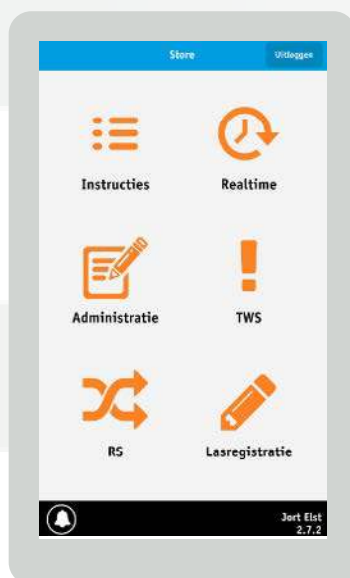 Store
Uitloggen
Instructies
Realtime
Administratie
TWS
RS
Lasregistratie
Jort Elst
2.7.2